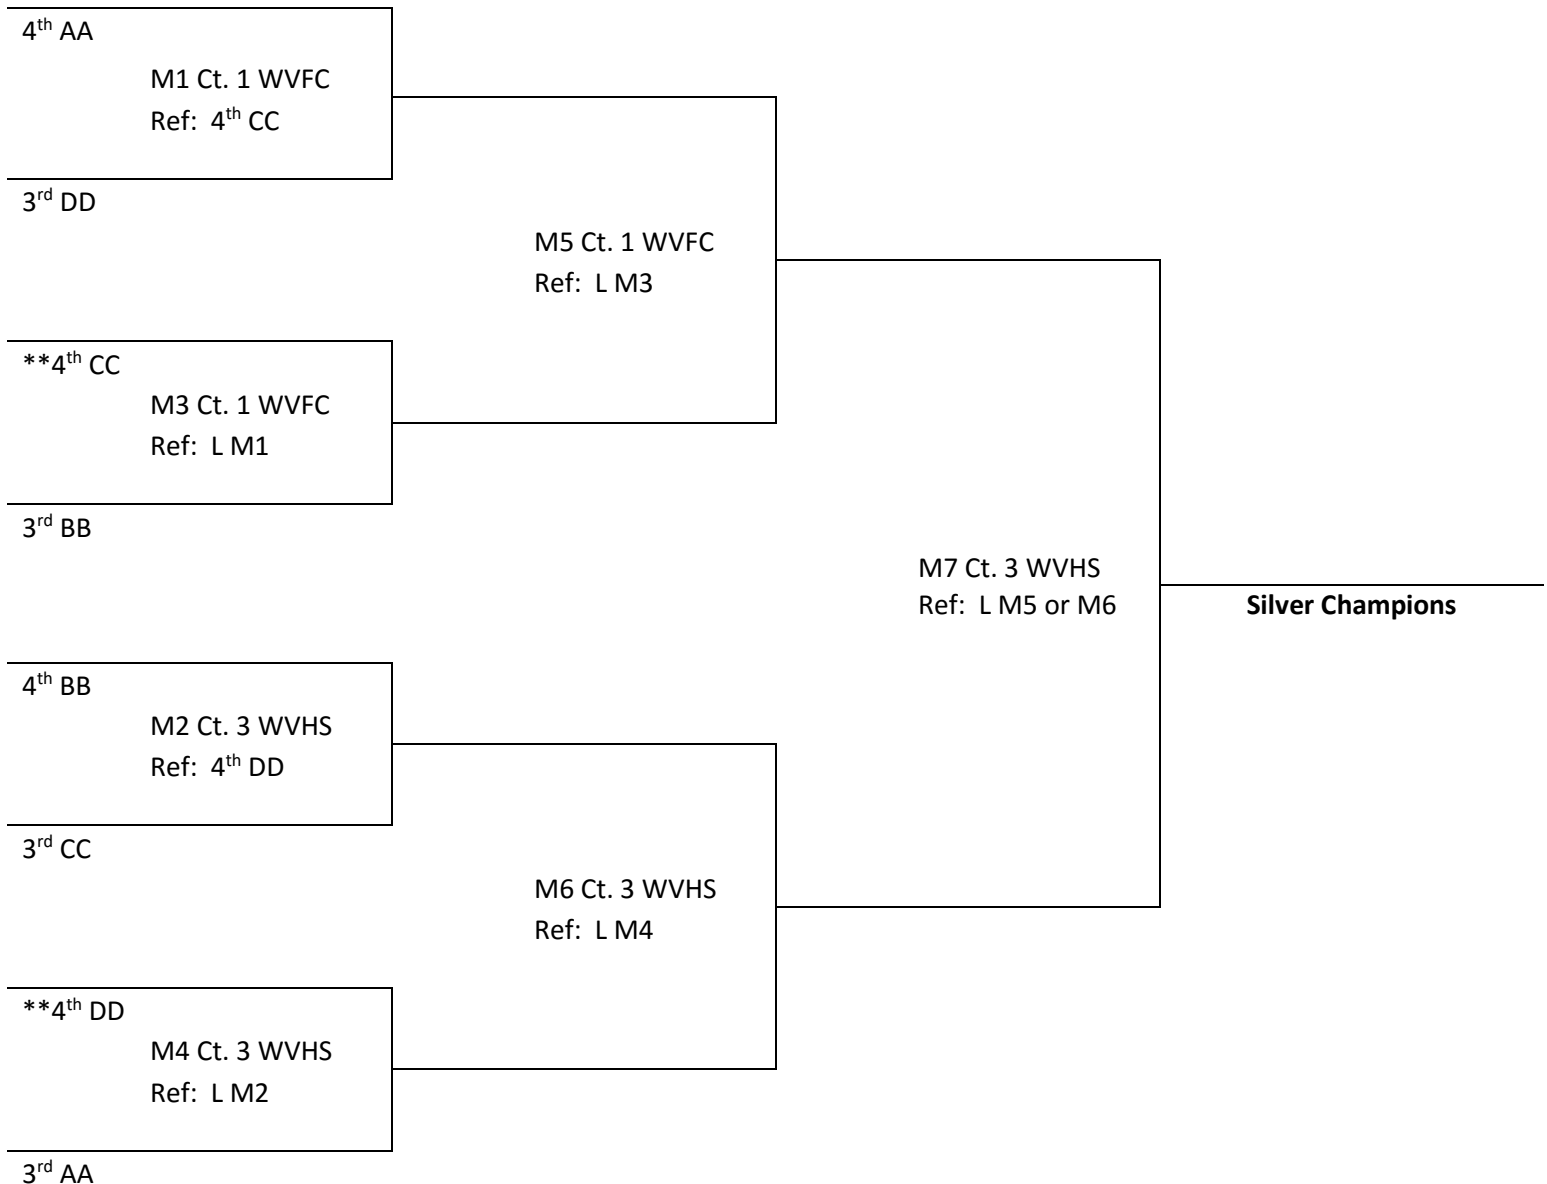 4th AA
M1 Ct. 1 WVFC
Ref: 4th CC
3rd DD
M5 Ct. 1 WVFC
Ref: L M3
**4th CC
M3 Ct. 1 WVFC
Ref: L M1
3rd BB
M7 Ct. 3 WVHS
Ref: L M5 or M6
Silver Champions
4th BB
M2 Ct. 3 WVHS
Ref: 4th DD
3rd CC
M6 Ct. 3 WVHS
Ref: L M4
**4th DD
M4 Ct. 3 WVHS
Ref: L M2
3rd AA